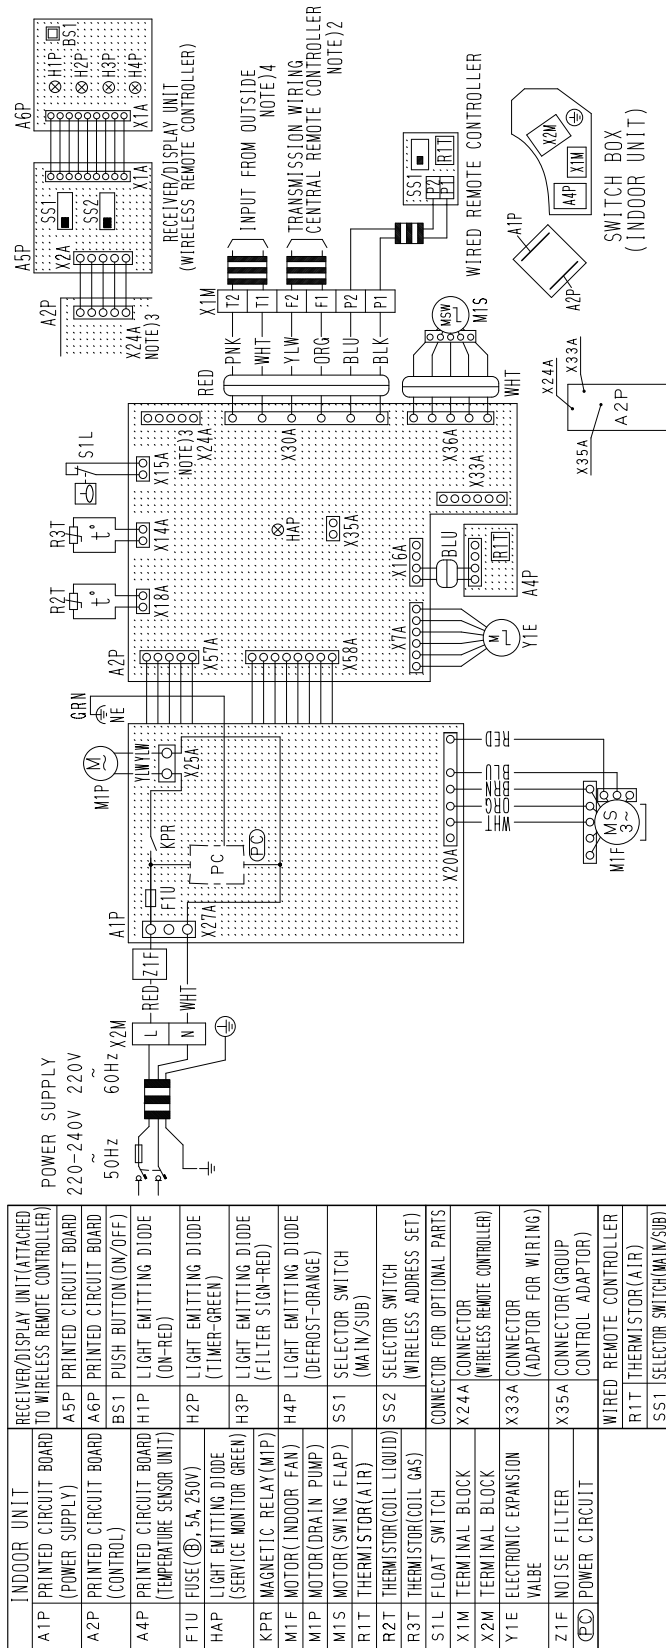 INDOOR UNIT
A1P PRINTED CIRCUIT BOARD
(POWER SUPPLY)
A2P PRINTED CIRCUIT BOARD
(CONTROL)
A4P PRINTED CIRCUIT BOARD
(TEMPERATURE SENSOR UNIT)
F1U FUSE(Ⓑ,5A,250V)
HAP LIGHT EMITTING DIODE
(SERVICE MONITOR GREEN)
KPR MAGNETIC RELAY(M1P)
M1F MOTOR(INDOOR FAN)
M1P MOTOR(DRAIN PUMP)
M1S MOTOR(SWING FLAP)
R1T THERMISTOR(AIR)
R2T THERMISTOR(COIL LIQUID)
R3T THERMISTOR(COIL GAS)
S1L FLOAT SWITCH
X1M TERMINAL BLOCK
X2M TERMINAL BLOCK
Y1E ELECTRONIC EXPANSION
VALBE
Z1F NOISE FILTER
PC POWER CIRCUIT
RECEIVER/DISPLAY UNIT(ATTACHED
TO WIRELESS REMOTE CONTROLLER)
A5P PRINTED CIRCUIT BOARD
A6P PRINTED CIRCUIT BOARD
BS1 PUSH BUTTON(ON/OFF)
H1P LIGHT EMITTING DIODE
(ON-RED)
H2P LIGHT EMITTING DIODE
(TIMER-GREEN)
H3P LIGHT EMITTING DIODE
(FILTER SIGN-RED)
H4P LIGHT EMITTING DIODE
(DEFROST-ORANGE)
SS1 SELECTOR SWITCH
(MAIN/SUB)
SS2 SELECTOR SWITCH
(WIRELESS ADDRESS SET)
CONNECTOR FOR OPTIONAL PARTS
X24A CONNECTOR
(WIRELESS REMOTE CONTROLLER)
X33A CONNECTOR
(ADAPTOR FOR WIRING)
X35A CONNECTOR(GROUP
CONTROL ADAPTOR)
WIRED REMOTE CONTROLLER
R1T THERMISTOR(AIR)
SS1 SELECTOR SWITCH(MAIN/SUB)
POWER SUPPLY
220-240V 220V
~ ~
50Hz 60Hz
X2M
L
N
RED
Z1F
WHT
A1P
X27A
F1U
KPR
PC
PC
X25A
YLW
YLW
M1P
M
~
GRN
NE
X20A
WHT
ORG
BRN
BLU
RED
M1F
MS
3~
A2P
X57A
X58A
X18A
R2T
t°
X14A
R3T
t°
X15A
S1L
NOTE)3
X24A
HAP
X35A
X30A
X7A
Y1E
M
X16A
BLU
A4P
R1T
X33A
X36A
WHT
M1S
MSW
RED
PNK
WHT
YLW
ORG
BLU
BLK
X1M
T2
T1
F2
F1
P2
P1
INPUT FROM OUTSIDE
NOTE)4
TRANSMISSION WIRING
CENTRAL REMOTE CONTROLLER
NOTE)2
SS1
P2
P1
R1T
WIRED REMOTE CONTROLLER
A2P
X24A
NOTE)3
A5P
X2A
SS1
SS2
X1A
A6P
X1A
BS1
H1P
H2P
H3P
H4P
RECEIVER/DISPLAY UNIT
(WIRELESS REMOTE CONTROLLER)
X35A
X24A
X33A
A2P
A1P
A2P
A4P
X1M
X2M
SWITCH BOX
(INDOOR UNIT)